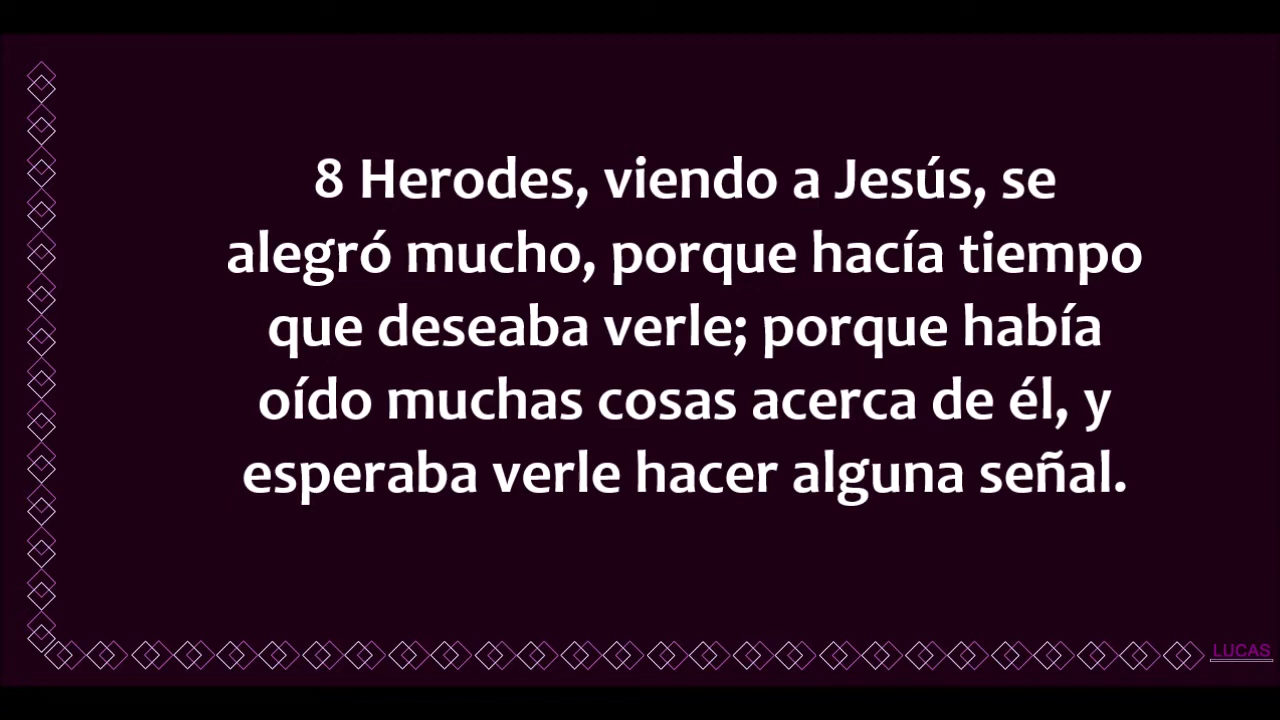 8 Herodes, viendo a Jesús, se
alegró mucho, porque hacía tiempo
que deseaba verle; porque había
oído muchas cosas acerca de él, y
esperaba verle hacer alguna señal.
LUCAS